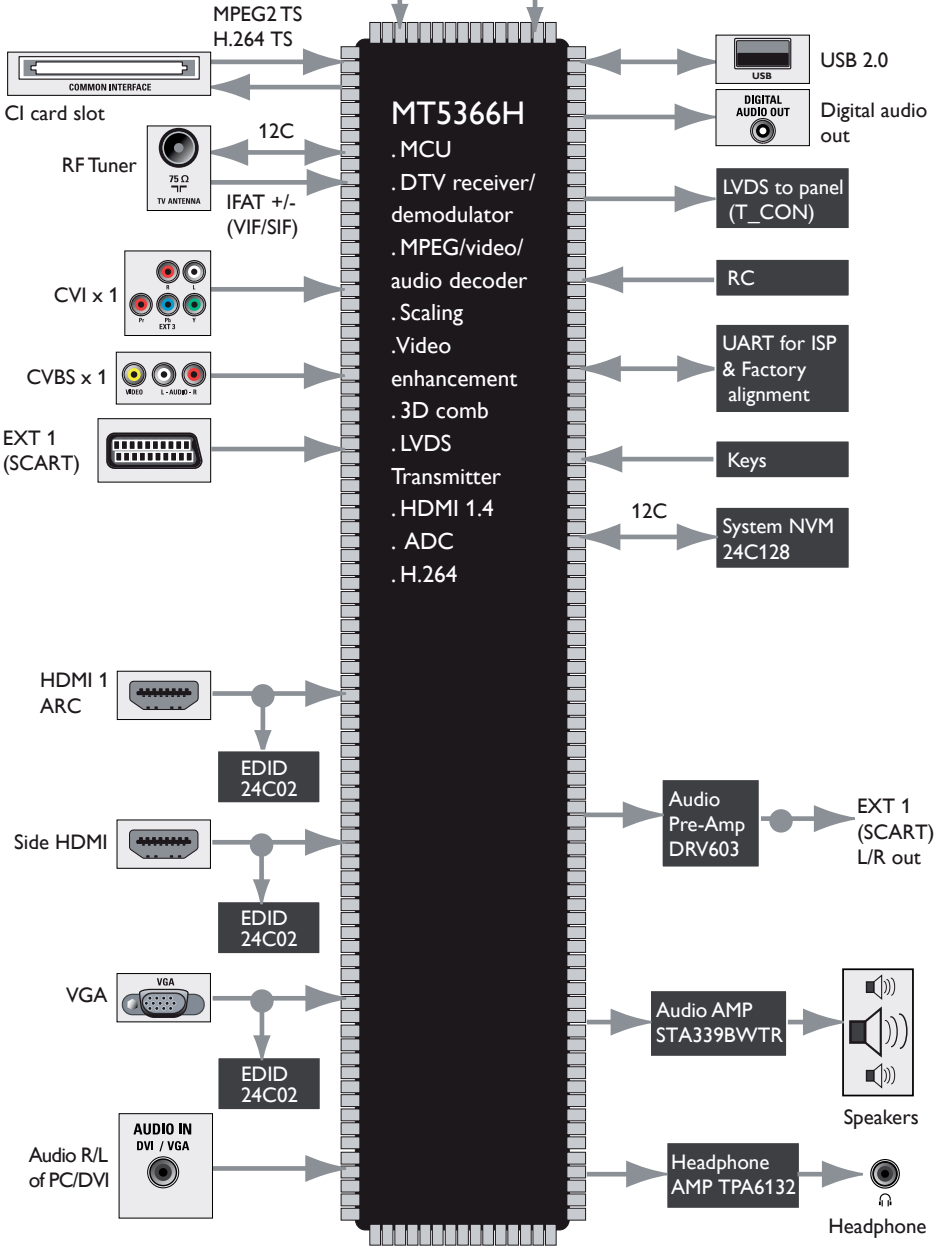 MPEG2 TS
H.264 TS
COMMON INTERFACE
CI card slot
12C
RF Tuner
75 Ω
TV ANTENNA
IFAT +/-
(VIF/SIF)
CVI x 1
R L
Pr Pb Y
EXT 3
CVBS x 1
VIDEO L - AUDIO - R
EXT 1
(SCART)
HDMI 1
ARC
EDID
24C02
Side HDMI
EDID
24C02
VGA
VGA
EDID
24C02
AUDIO IN
DVI / VGA
Audio R/L
of PC/DVI
MT5366H
. MCU
. DTV receiver/
demodulator
. MPEG/video/
audio decoder
. Scaling
.Video
enhancement
. 3D comb
. LVDS
Transmitter
. HDMI 1.4
. ADC
. H.264
USB
USB 2.0
DIGITAL
AUDIO OUT
Digital audio
out
LVDS to panel
(T_CON)
RC
UART for ISP
& Factory
alignment
Keys
12C
System NVM
24C128
Audio
Pre-Amp
DRV603
EXT 1
(SCART)
L/R out
Audio AMP
STA339BWTR
Speakers
Headphone
AMP TPA6132
Headphone